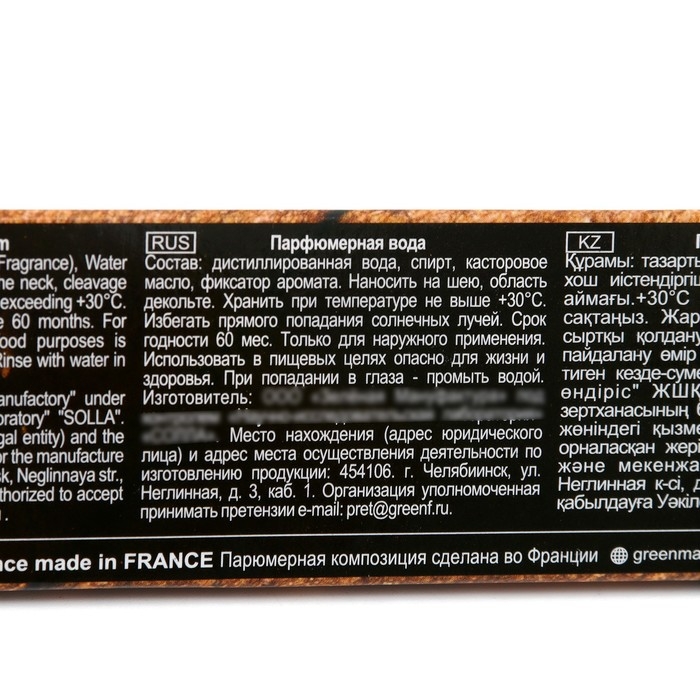 m
Fragrance), Water
he neck, cleavage
exceeding +30°C.
e 60 months. For
ood purposes is
Rinse with water in
anufactory" under
oratory" "SOLLA".
gal entity) and the
or the manufacture
sk, Neglinnaya str.,
thorized to accept
RUS
Парфюмерная вода
Состав: дистиллированная вода, спирт, касторовое
масло, фиксатор аромата. Наносить на шею, область
декольте. Хранить при температуре не выше +30°С.
Избегать прямого попадания солнечных лучей. Срок
годности 60 мес. Только для наружного применения.
Использовать в пищевых целях опасно для жизни и
здоровья. При попадании в глаза - промыть водой.
Изготовитель:
Место нахождения (адрес юридического
лица) и адрес места осуществления деятельности по
изготовлению продукции: 454106. г. Челябиинск, ул.
Неглинная, д. 3, каб. 1. Организация уполномоченная
принимать претензии e-mail: pret@greenf.ru.
KZ
Құрамы: тазарты
хош иістендіргі
аймағы.+30°С
сақтаңыз. Жар
сыртқы қолдану
пайдалану өмір
тиген кезде-суме
өндіріс" ЖШҚ
зертханасының (
жөніндегі қызме
орналасқан жері
және мекенжа
Неглинная к-сі, д
қабылдауға Уәкіл
nce made in FRANCE Парюмерная композиция сделана во Франции
greenma